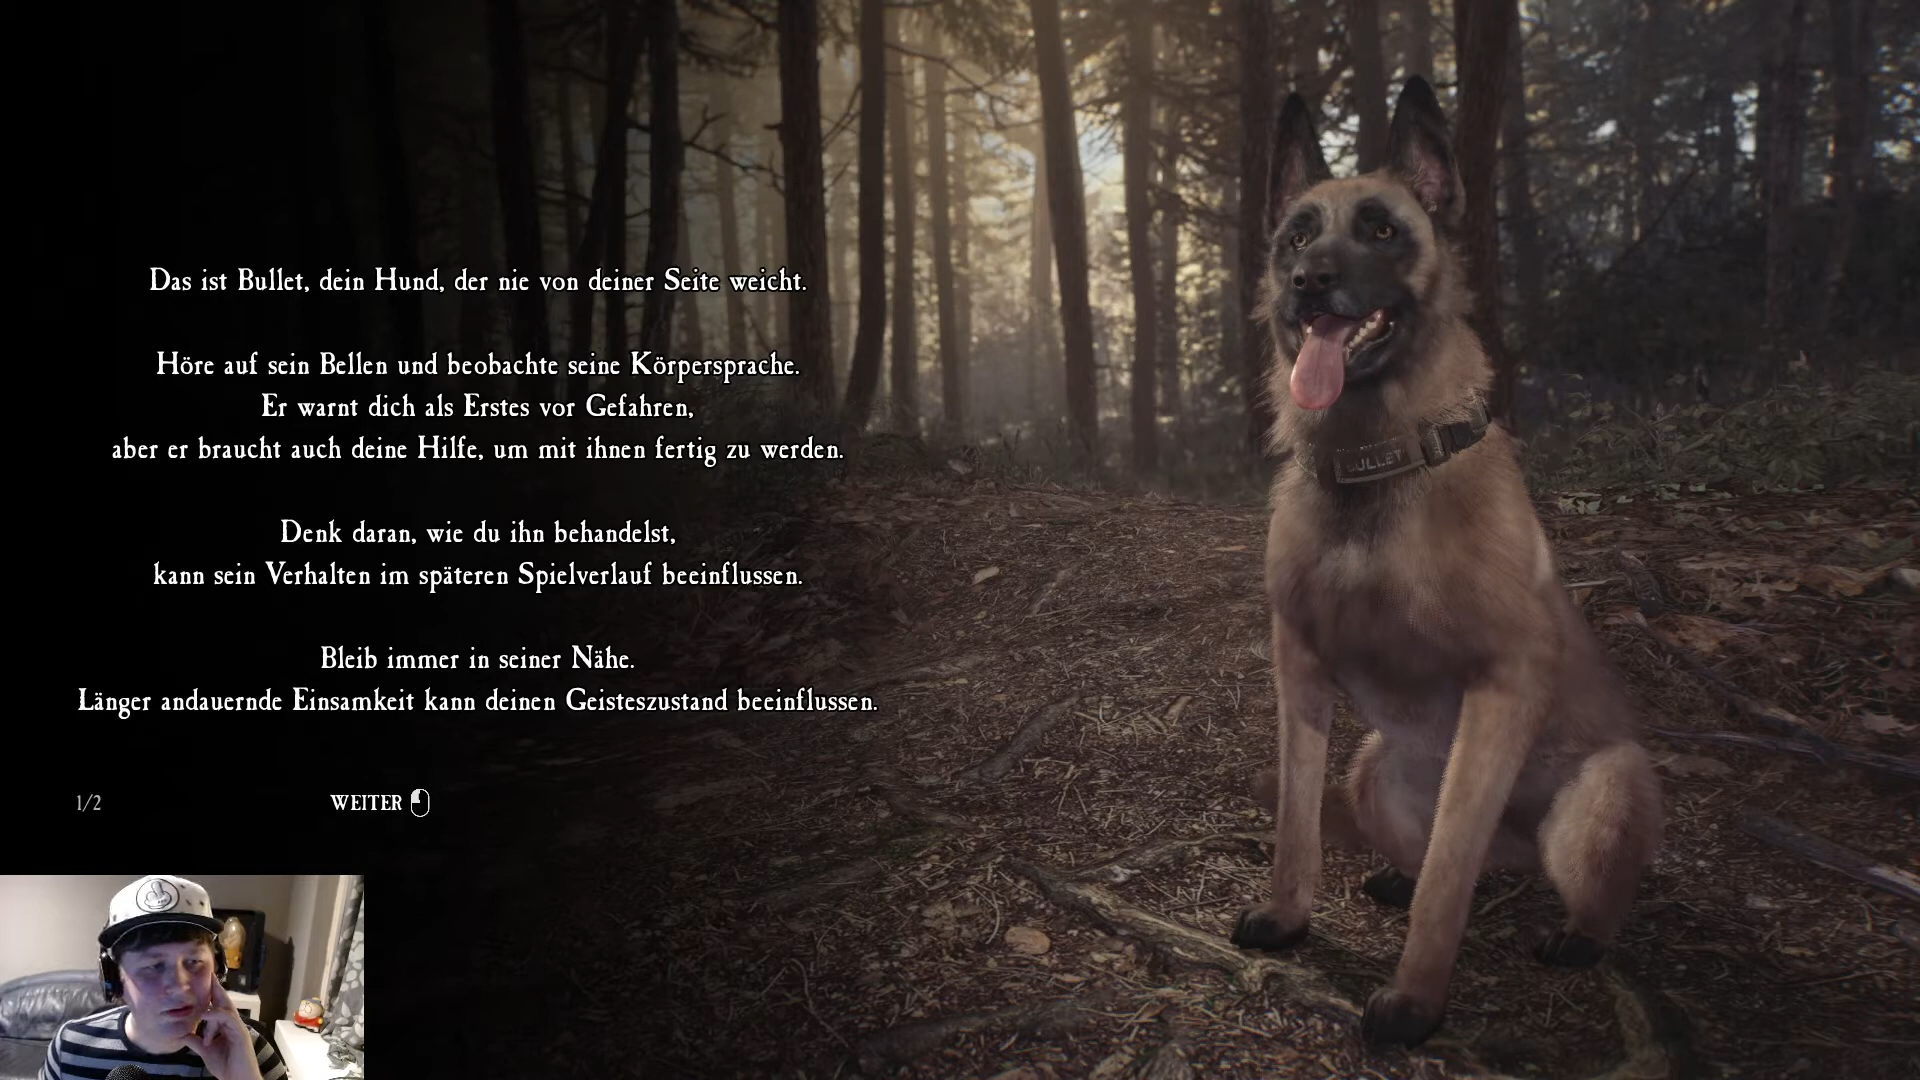 Das ist Bullet, dein Hund, der nie von deiner Seite weicht.
Höre auf sein Bellen und beobachte seine Körpersprache.
Er warnt dich als Erstes vor Gefahren,
aber er braucht auch deine Hilfe, um mit ihnen fertig zu werden.
Denk daran, wie du ihn behandelst,
kann sein Verhalten im späteren Spielverlauf beeinflussen.
Bleib immer in seiner Nähe.
Länger andauernde Einsamkeit kann deinen Geisteszustand beeinflussen.
1/2
WEITER
BULLET